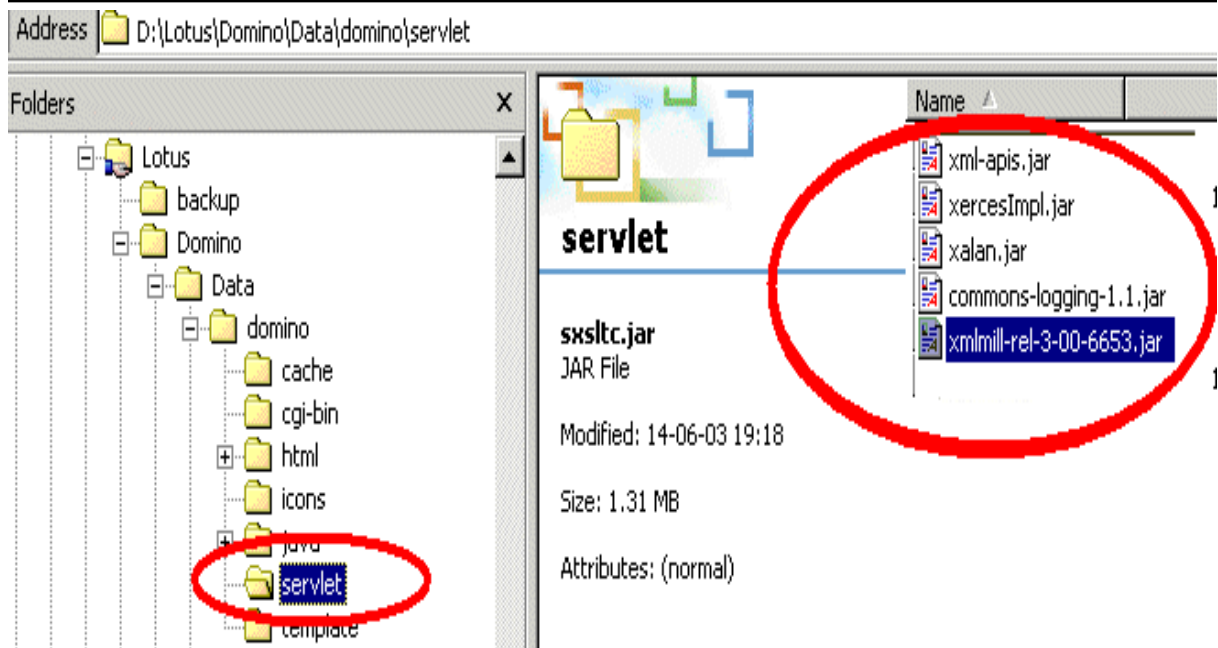 Address D:\Lotus\Domino\Data\domino\servlet
Folders X
Lotus
backup
Domino
Data
domino
cache
cgi-bin
html
icons
java
servlet
template
servlet
sxsltc.jar
JAR File
Modified: 14-06-03 19:18
Size: 1.31 MB
Attributes: (normal)
Name
xml-apis.jar
xercesImpl.jar
xalan.jar
commons-logging-1.1.jar
xmlmill-rel-3-00-6653.jar